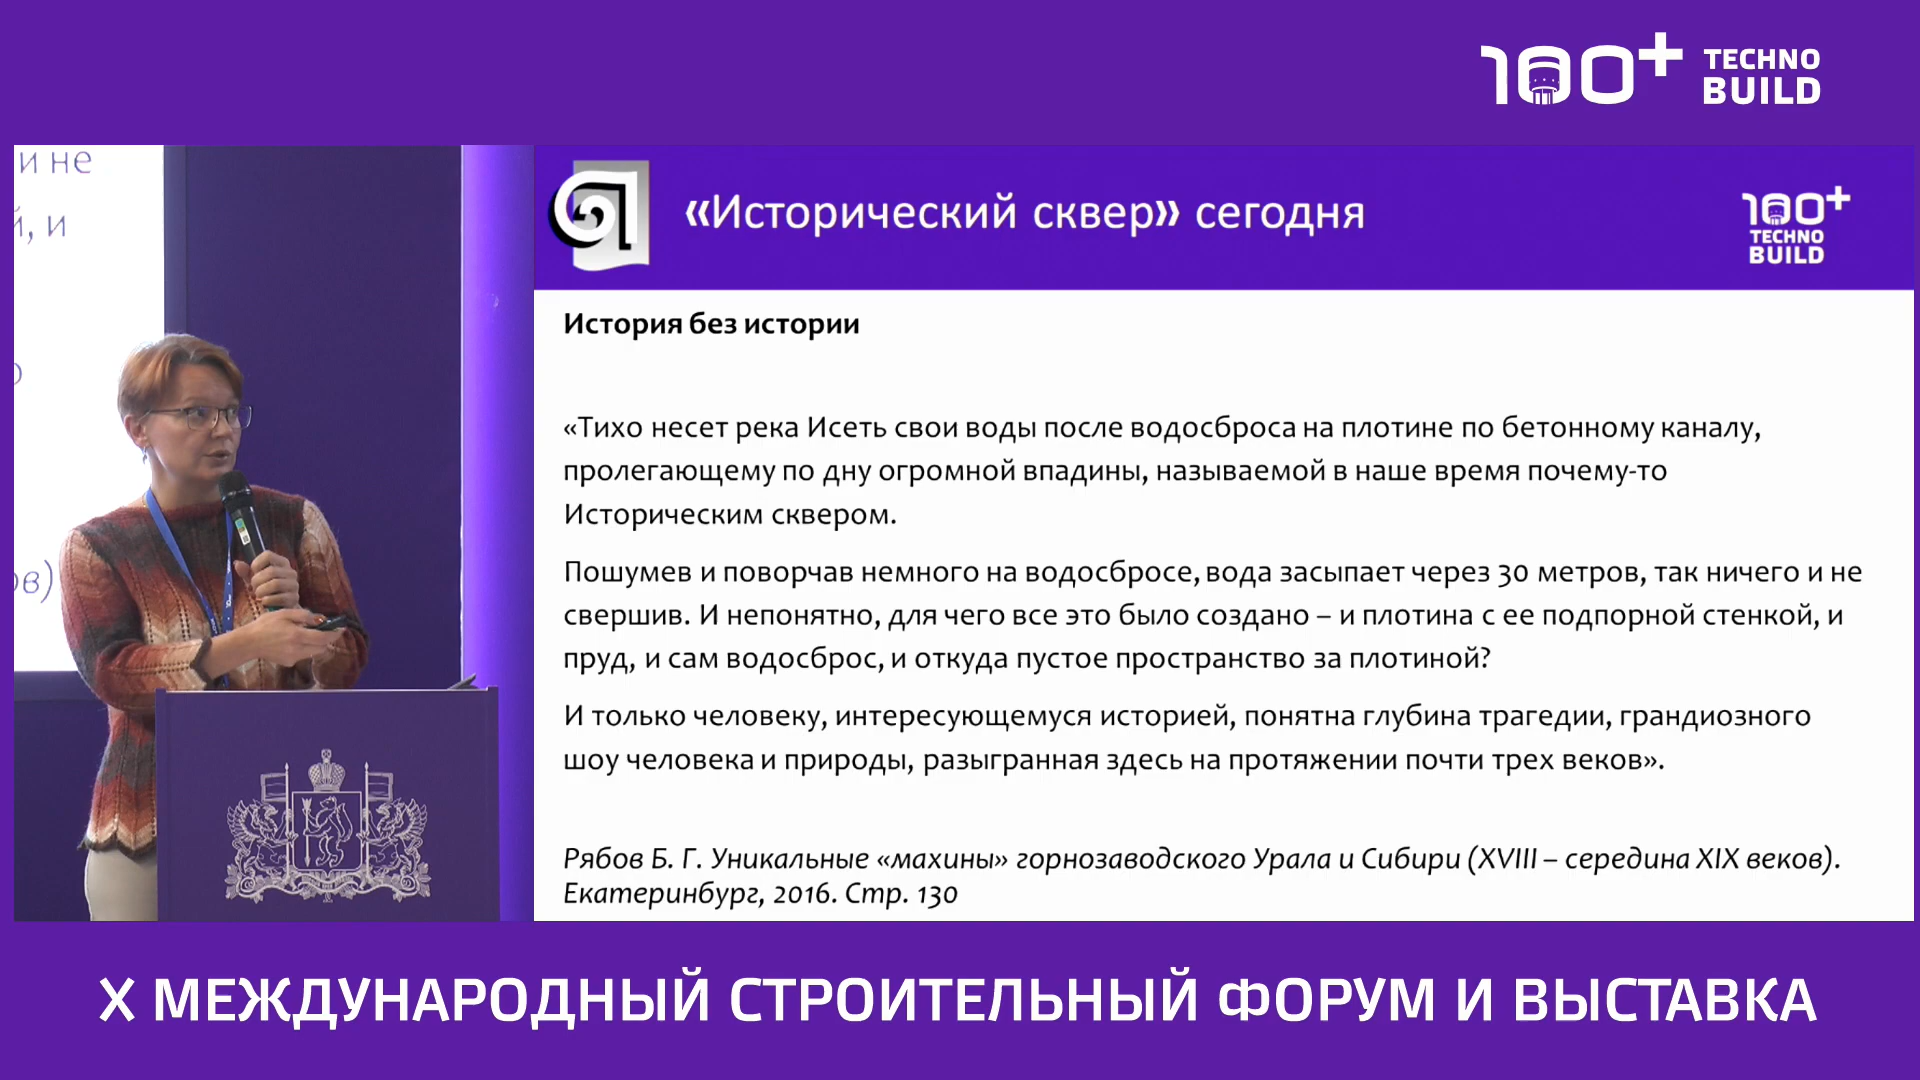 100+ TECHNO
BUILD
и не
й, и
ов)
«Исторический сквер» сегодня
100+
TECHNO
BUILD
История без истории
«Тихо несет река Исеть свои воды после водосброса на плотине по бетонному каналу,
пролегающему по дну огромной впадины, называемой в наше время почему-то
Историческим сквером.
Пошумев и поворчав немного на водосбросе, вода засыпает через 30 метров, так ничего и не
свершив. И непонятно, для чего все это было создано – и плотина с ее подпорной стенкой, и
пруд, и сам водосброс, и откуда пустое пространство за плотиной?
И только человеку, интересующемуся историей, понятна глубина трагедии, грандиозного
шоу человека и природы, разыгранная здесь на протяжении почти трех веков».
Рябов Б. Г. Уникальные «махины» горнозаводского Урала и Сибири (XVIII – середина XIX веков).
Екатеринбург, 2016. Стр. 130
X МЕЖДУНАРОДНЫЙ СТРОИТЕЛЬНЫЙ ФОРУМ И ВЫСТАВКА